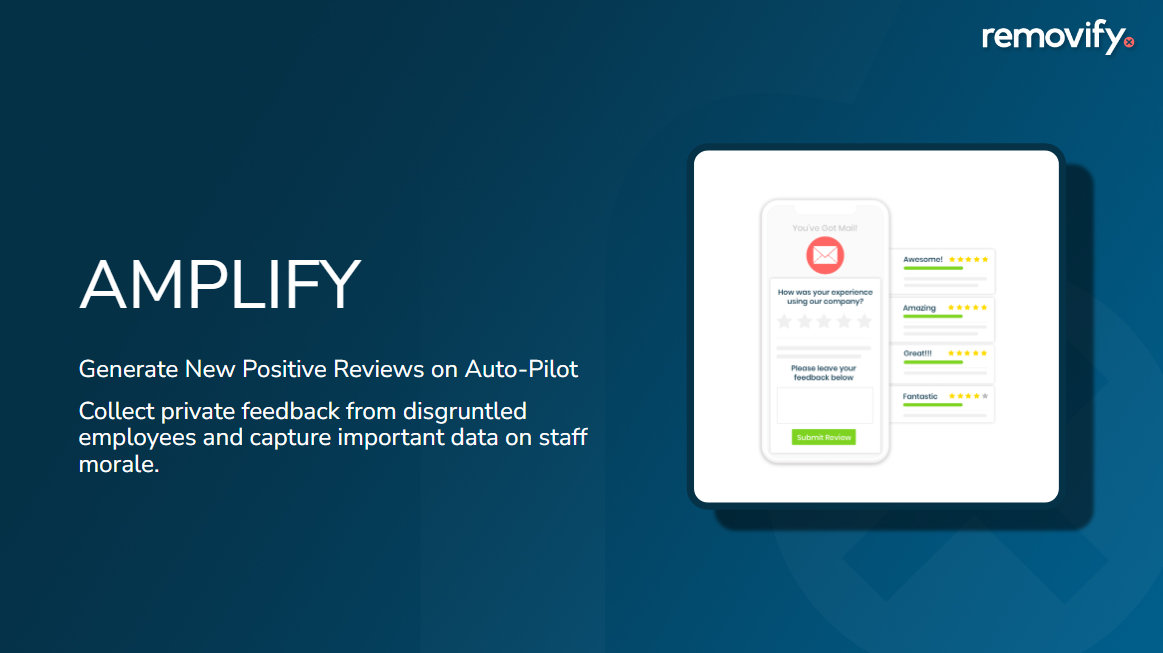 removify
AMPLIFY
Generate New Positive Reviews on Auto-Pilot
Collect private feedback from disgruntled
employees and capture important data on staff
morale.
You've Got Mail!
How was your experience
using our company?
Please leave your
feedback below
Submit Review
Awesome!
Amazing
Great!!!
Fantastic